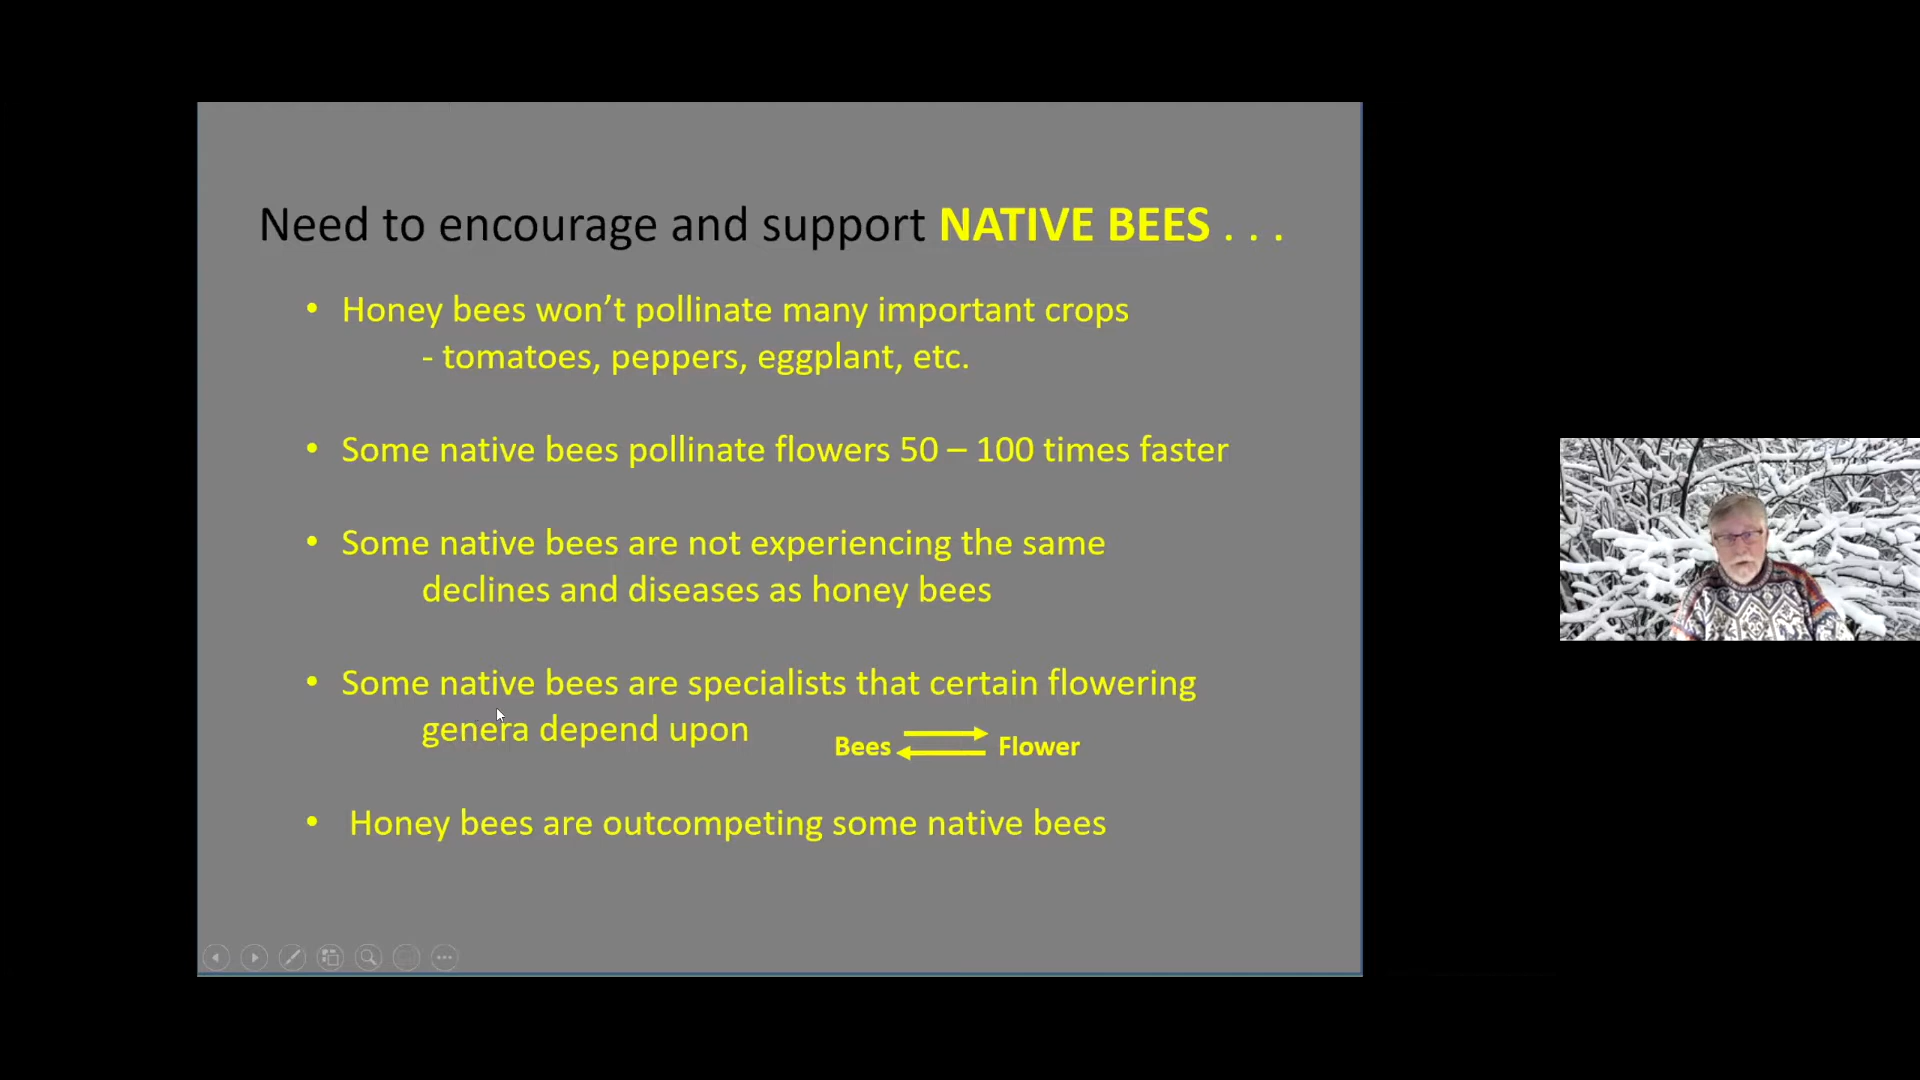 Need to encourage and support NATIVE BEES . . .
• Honey bees won’t pollinate many important crops
- tomatoes, peppers, eggplant, etc.
• Some native bees pollinate flowers 50 – 100 times faster
• Some native bees are not experiencing the same
declines and diseases as honey bees
• Some native bees are specialists that certain flowering
genera depend upon
Bees Flower
• Honey bees are outcompeting some native bees